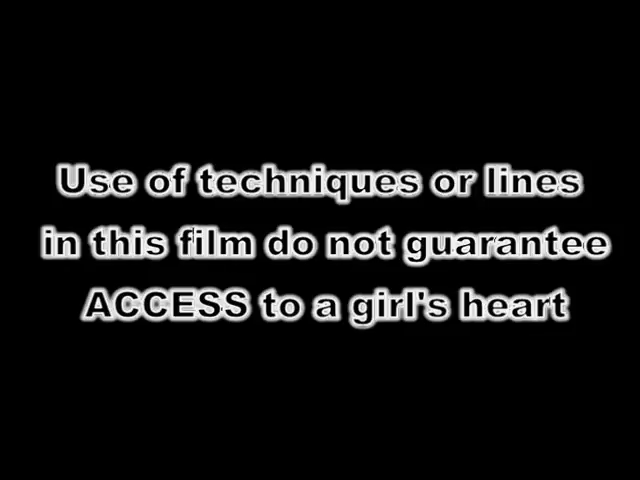 Use of techniques or lines
in this film do not guarantee
ACCESS to a girl's heart